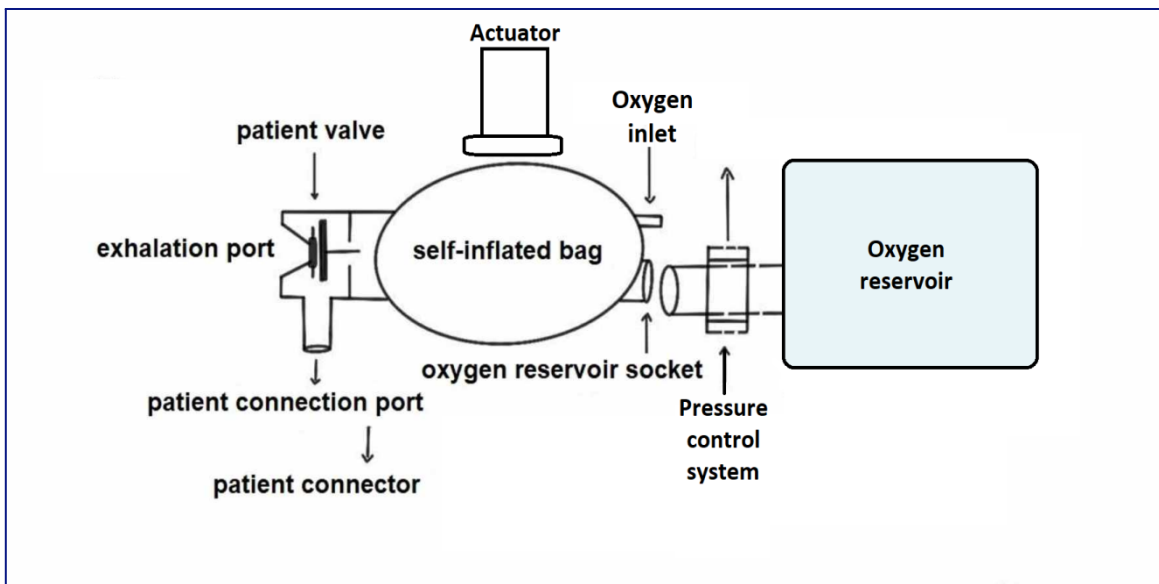 Actuator
Oxygen
inlet
patient valve
exhalation port
self-inflated bag
Oxygen
reservoir
oxygen reservoir socket
patient connection port
Pressure
control
system
patient connector